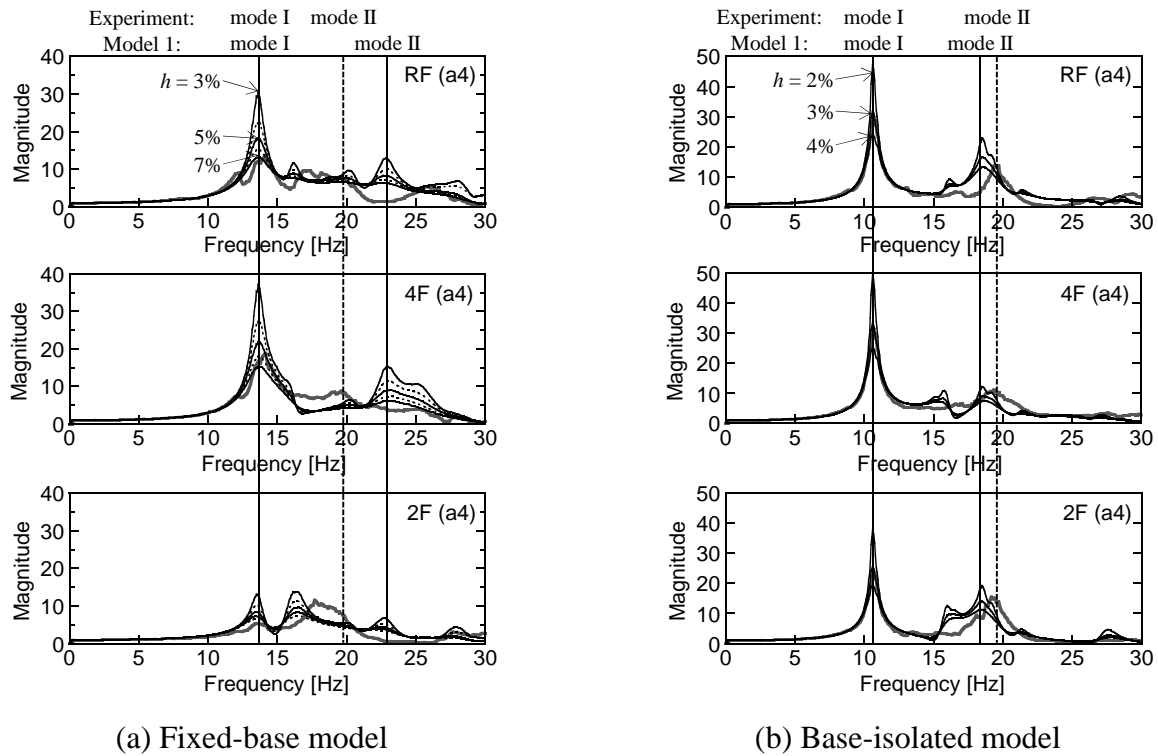 Experiment: mode I mode II
Model 1: mode I mode II
40
30
20
10
0
Magnitude
RF (a4)
h = 3%
5%
7%
0 5 10 15 20 25 30
Frequency [Hz]
40
30
20
10
0
Magnitude
4F (a4)
0 5 10 15 20 25 30
Frequency [Hz]
40
30
20
10
0
Magnitude
2F (a4)
0 5 10 15 20 25 30
Frequency [Hz]
(a) Fixed-base model
Experiment: mode I mode II
Model 1: mode I mode II
50
40
30
20
10
0
Magnitude
RF (a4)
h = 2%
3%
4%
0 5 10 15 20 25 30
Frequency [Hz]
50
40
30
20
10
0
Magnitude
4F (a4)
0 5 10 15 20 25 30
Frequency [Hz]
50
40
30
20
10
0
Magnitude
2F (a4)
0 5 10 15 20 25 30
Frequency [Hz]
(b) Base-isolated model